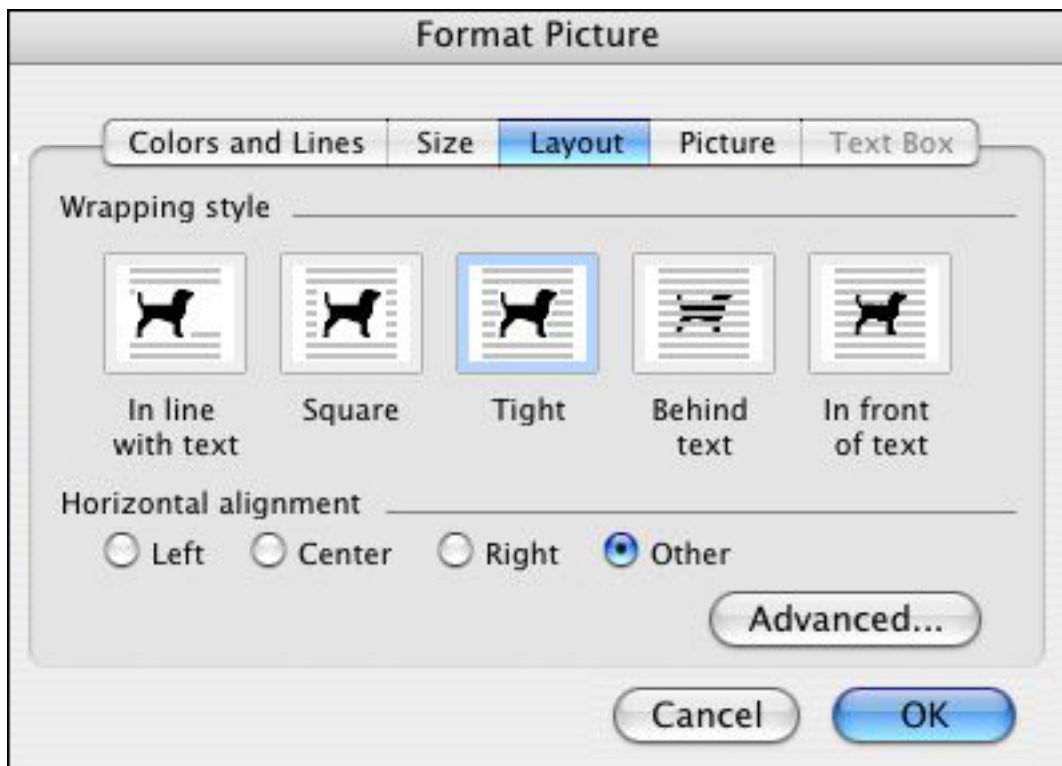 Format Picture
Colors and Lines Size Layout Picture Text Box
Wrapping style
In line with text
Square
Tight
Behind text
In front of text
Horizontal alignment
Left Center Right Other
Advanced...
Cancel OK